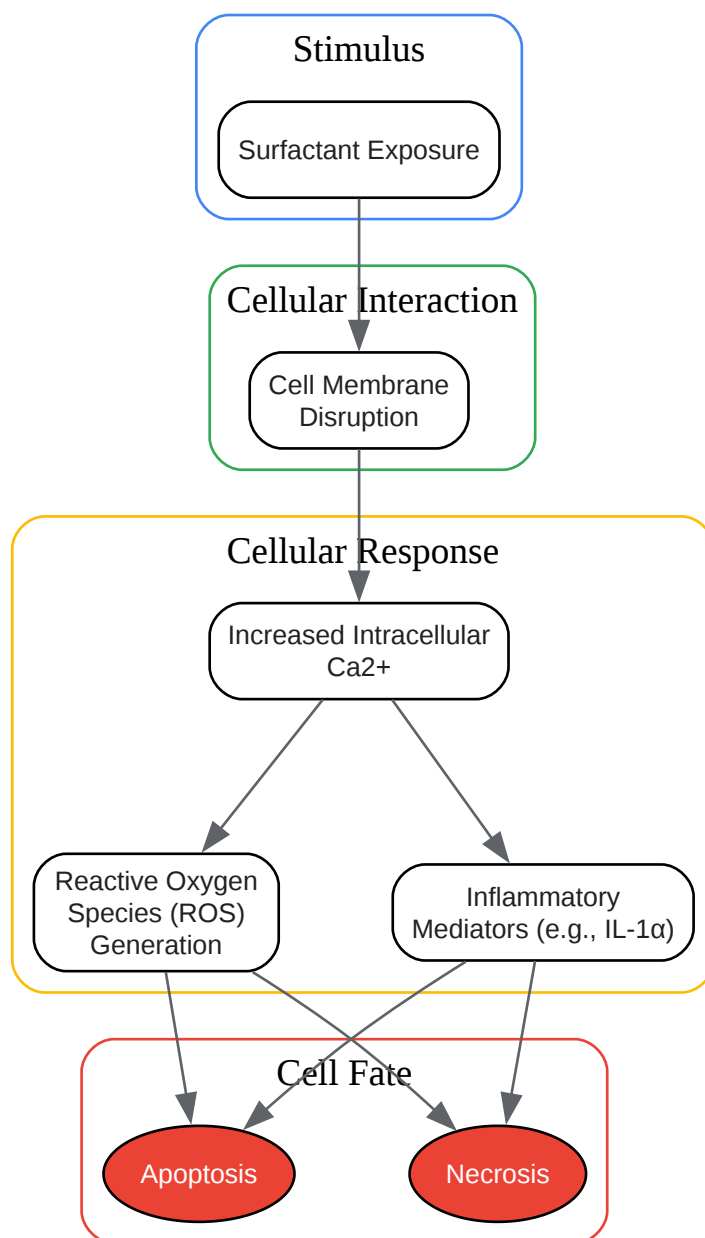 Stimulus
Surfactant Exposure
Cellular Interaction
Cell Membrane
Disruption
Cellular Response
Increased Intracellular
Ca2+
Reactive Oxygen
Species (ROS)
Generation
Inflammatory
Mediators (e.g., IL-1α)
Cell Fate
Apoptosis
Necrosis